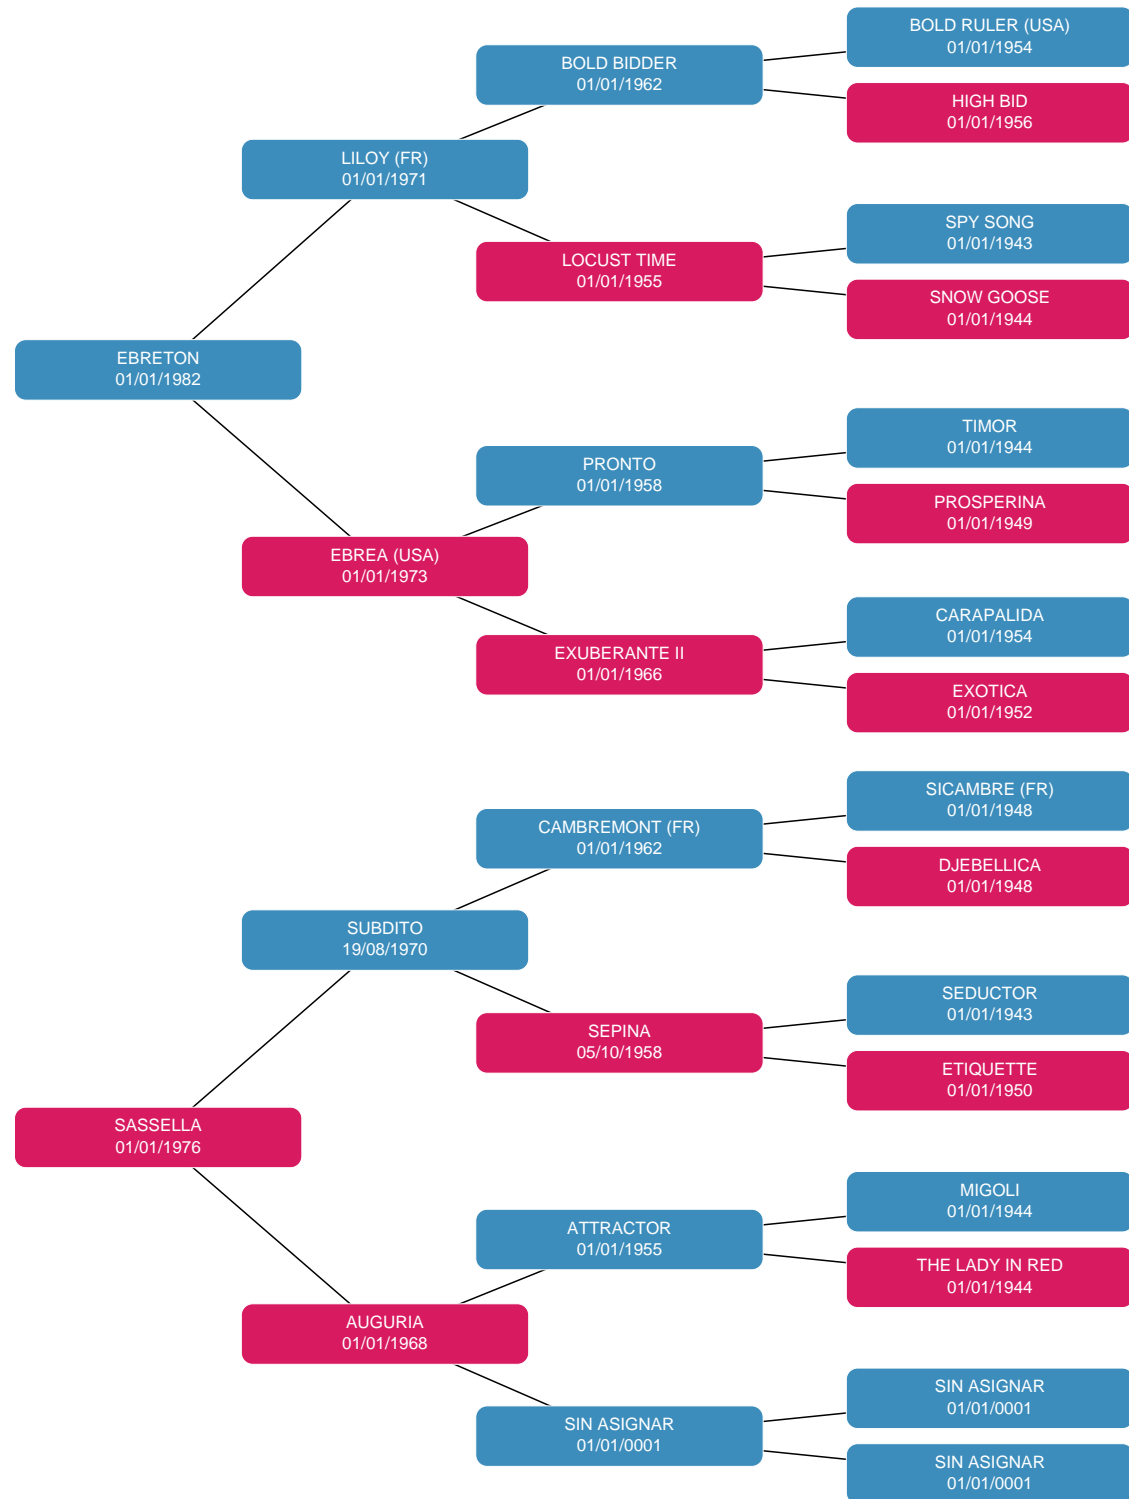 BOLD RULER (USA)
01/01/1954
BOLD BIDDER
01/01/1962
HIGH BID
01/01/1956
LILOY (FR)
01/01/1971
SPY SONG
01/01/1943
LOCUST TIME
01/01/1955
SNOW GOOSE
01/01/1944
EBRETON
01/01/1982
TIMOR
01/01/1944
PRONTO
01/01/1958
PROSPERINA
01/01/1949
EBREA (USA)
01/01/1973
CARAPALIDA
01/01/1954
EXUBERANTE II
01/01/1966
EXOTICA
01/01/1952
SICAMBRE (FR)
01/01/1948
CAMBREMONT (FR)
01/01/1962
DJEBELLICA
01/01/1948
SUBDITO
19/08/1970
SEDUCTOR
01/01/1943
SEPINA
05/10/1958
ETIQUETTE
01/01/1950
SASSELLA
01/01/1976
MIGOLI
01/01/1944
ATTRACTOR
01/01/1955
THE LADY IN RED
01/01/1944
AUGURIA
01/01/1968
SIN ASIGNAR
01/01/0001
SIN ASIGNAR
01/01/0001
SIN ASIGNAR
01/01/0001